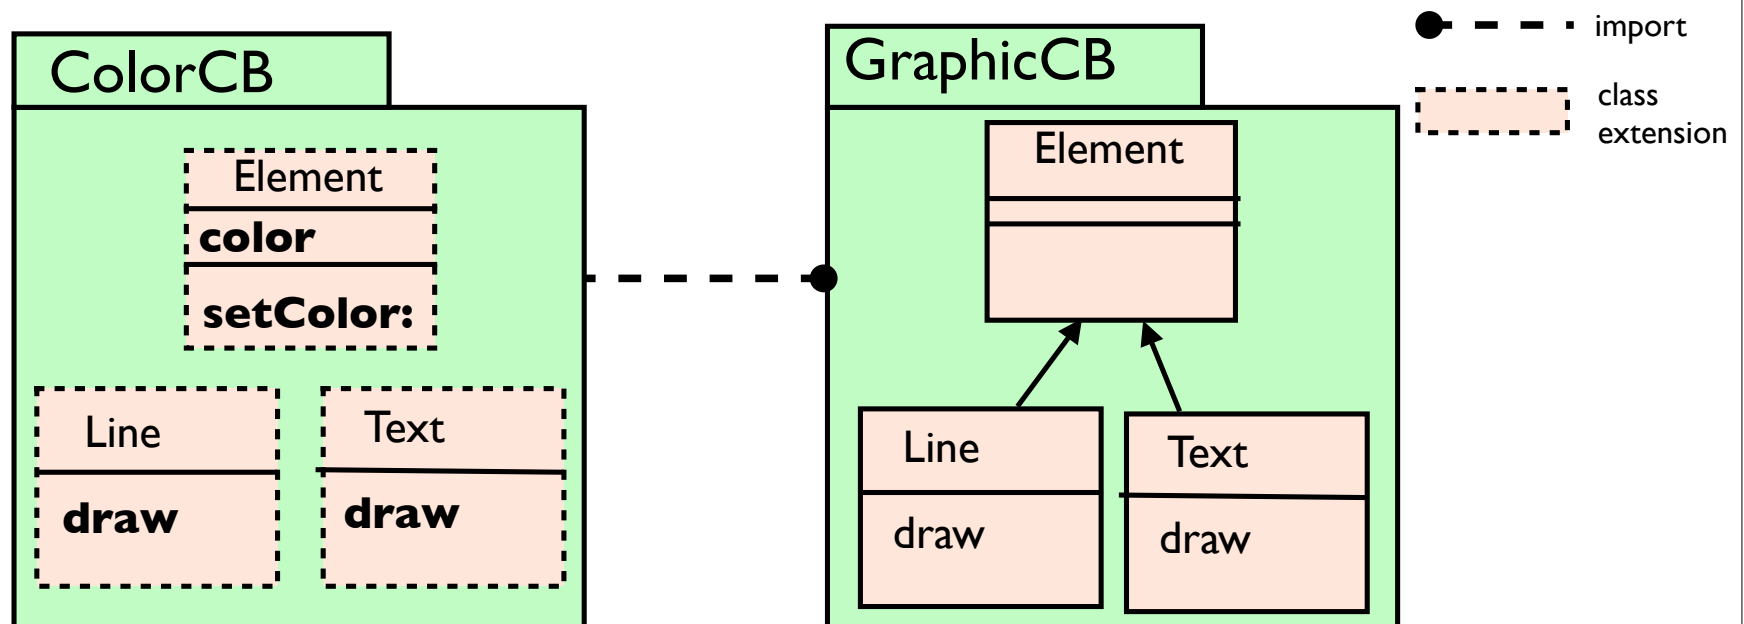 ColorCB
Element
color
setColor:
Line
draw
Text
draw
GraphicCB
Element
Line
draw
Text
draw
import
class
extension